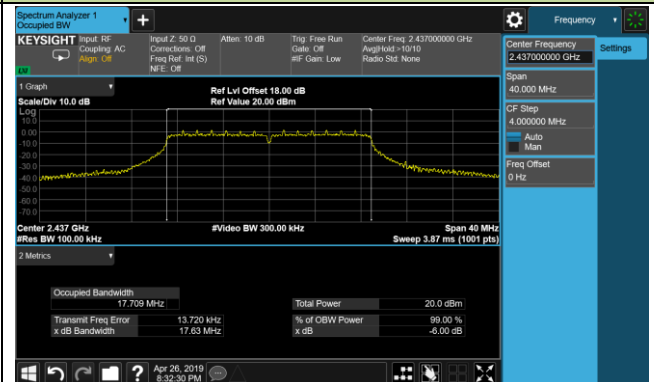 Spectrum Analyzer 1
Occupied BW
Frequency
KEYSIGHT
Input: RF
Coupling: AC
Align: Off
Input Z: 50 Ω
Corrections: Off
Freq Ref: Int (S)
NFE: Off
Atten: 10 dB
Trig: Free Run
Gate: Off
#IF Gain: Low
Center Freq: 2.437000000 GHz
Avg|Hold:>10/10
Radio Std: None
Center Frequency
2.437000000 GHz
Settings
Span
40.000 MHz
CF Step
4.000000 MHz
Auto
Man
Freq Offset
0 Hz
1 Graph
Scale/Div 10.0 dB
Ref Lvl Offset 18.00 dB
Ref Value 20.00 dBm
Log
10.0
0.00
-10.0
-20.0
-30.0
-40.0
-50.0
-60.0
-70.0
Center 2.437 GHz
#Video BW 300.00 kHz
Span 40 MHz
#Res BW 100.00 kHz
Sweep 3.87 ms (1001 pts)
2 Metrics
Occupied Bandwidth
17.709 MHz
Total Power
20.0 dBm
Transmit Freq Error
13.720 kHz
% of OBW Power
99.00 %
x dB Bandwidth
17.63 MHz
x dB
-6.00 dB
?
Apr 26, 2019
8:32:30 PM